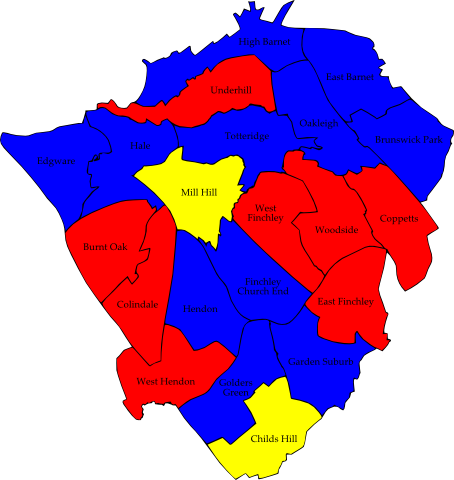 High Barnet
East Barnet
Underhill
Oakleigh
Totteridge
Brunswick Park
Hale
Edgware
Mill Hill
West
Finchley
Coppetts
Woodside
Burnt Oak
Finchley
Church End
East Finchley
Colindale
Hendon
Garden Suburb
West Hendon
Golders
Green
Childs Hill